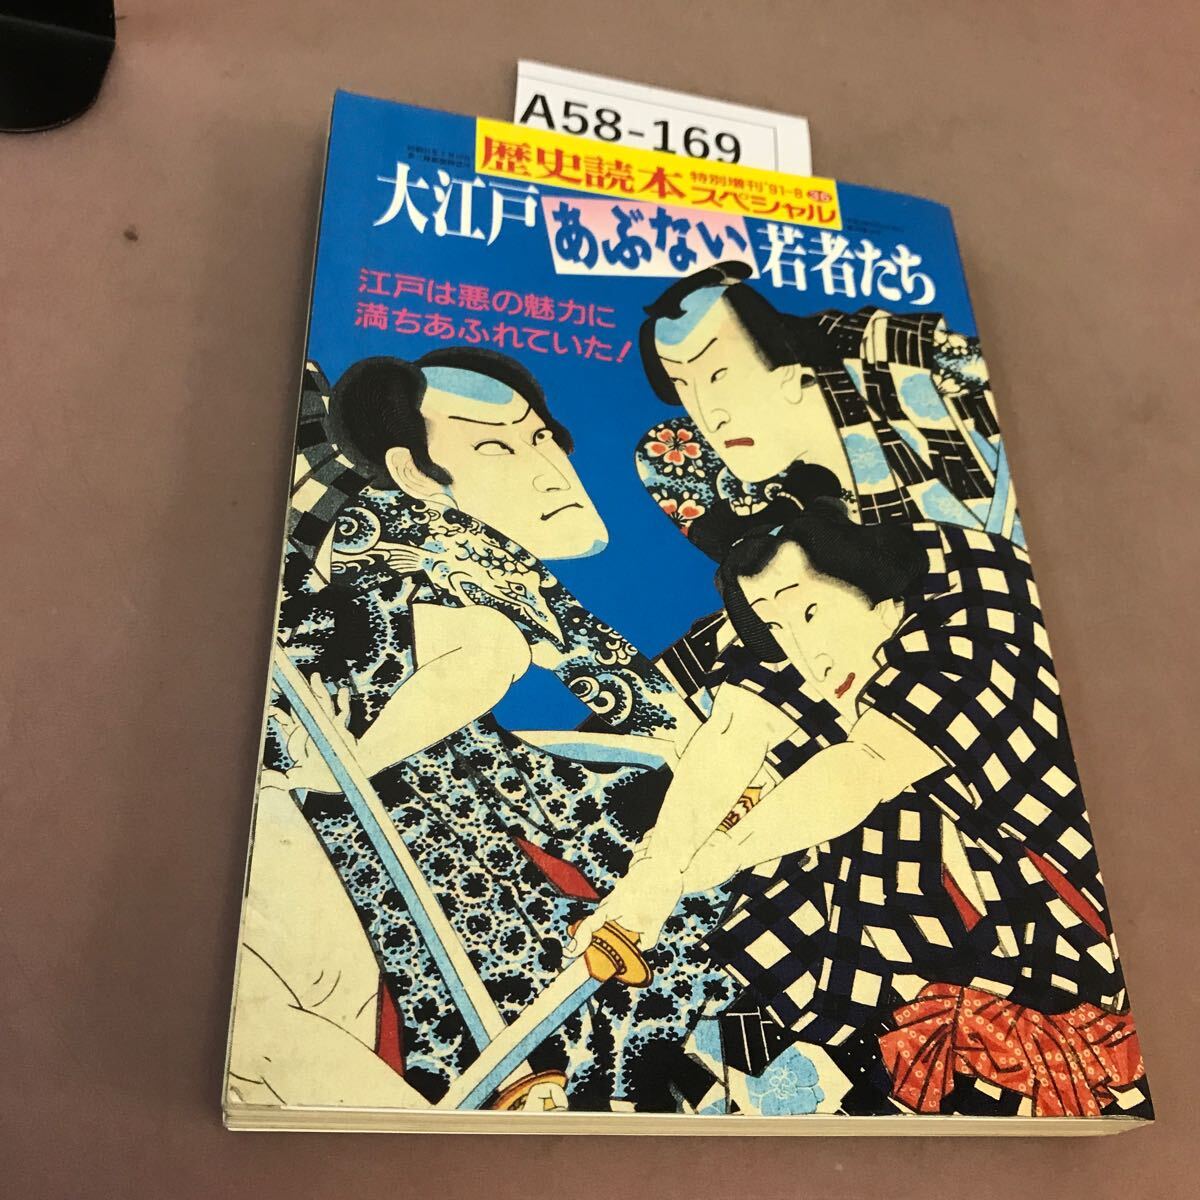 A58-169
歴史読本
特別増刊'91-8 36
スペシャル
大江戸あぶない若者たち
江戸は悪の魅力に
満ちあふれていた!